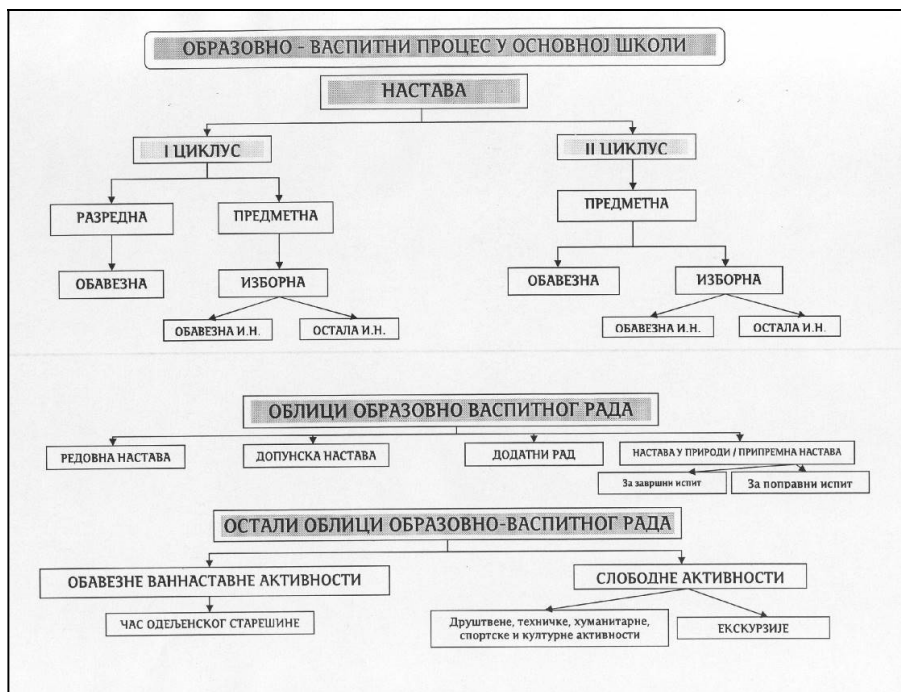 ОБРАЗОВНО - ВАСПИТНИ ПРОЦЕС У ОСНОВНОЈ ШКОЛИ
НАСТАВА
I ЦИКЛУС
II ЦИКЛУС
РАЗРЕДНА
ПРЕДМЕТНА
ПРЕДМЕТНА
ОБАВЕЗНА
ИЗБОРНА
ОБАВЕЗНА
ИЗБОРНА
ОБАВЕЗНА И.Н.
ОСТАЛА И.Н.
ОБАВЕЗНА И.Н.
ОСТАЛА И.Н.
ОБЛИЦИ ОБРАЗОВНО ВАСПИТНОГ РАДА
РЕДОВНА НАСТАВА
ДОПУНСКА НАСТАВА
ДОДАТНИ РАД
НАСТАВА У ПРИРОДИ / ПРИПРЕМНА НАСТАВА
За завршни испит
За поправни испит
ОСТАЛИ ОБЛИЦИ ОБРАЗОВНО-ВАСПИТНОГ РАДА
ОБАВЕЗНЕ ВАННАСТАВНЕ АКТИВНОСТИ
СЛОБОДНЕ АКТИВНОСТИ
ЧАС ОДЕЉЕНСКОГ СТАРЕШИНЕ
Друштвене, техничке, хуманитарне,
спортске и културне активности
ЕКСКУРЗИЈЕ